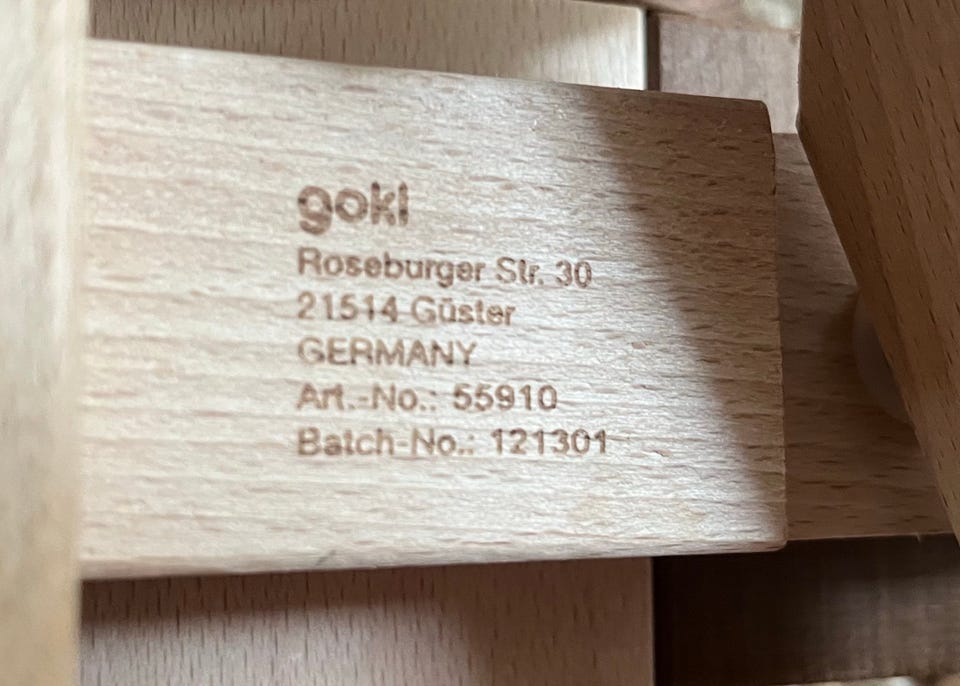 goki
Roseburger Str. 30
21514 Güster
GERMANY
Art.-No.: 55910
Batch-No.: 121301